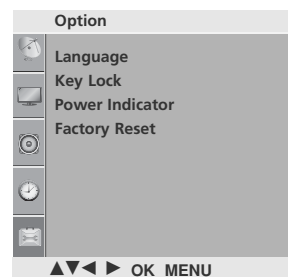 Option
Language
Key Lock
Power Indicator
Factory Reset
▲▼◄ ► OK MENU